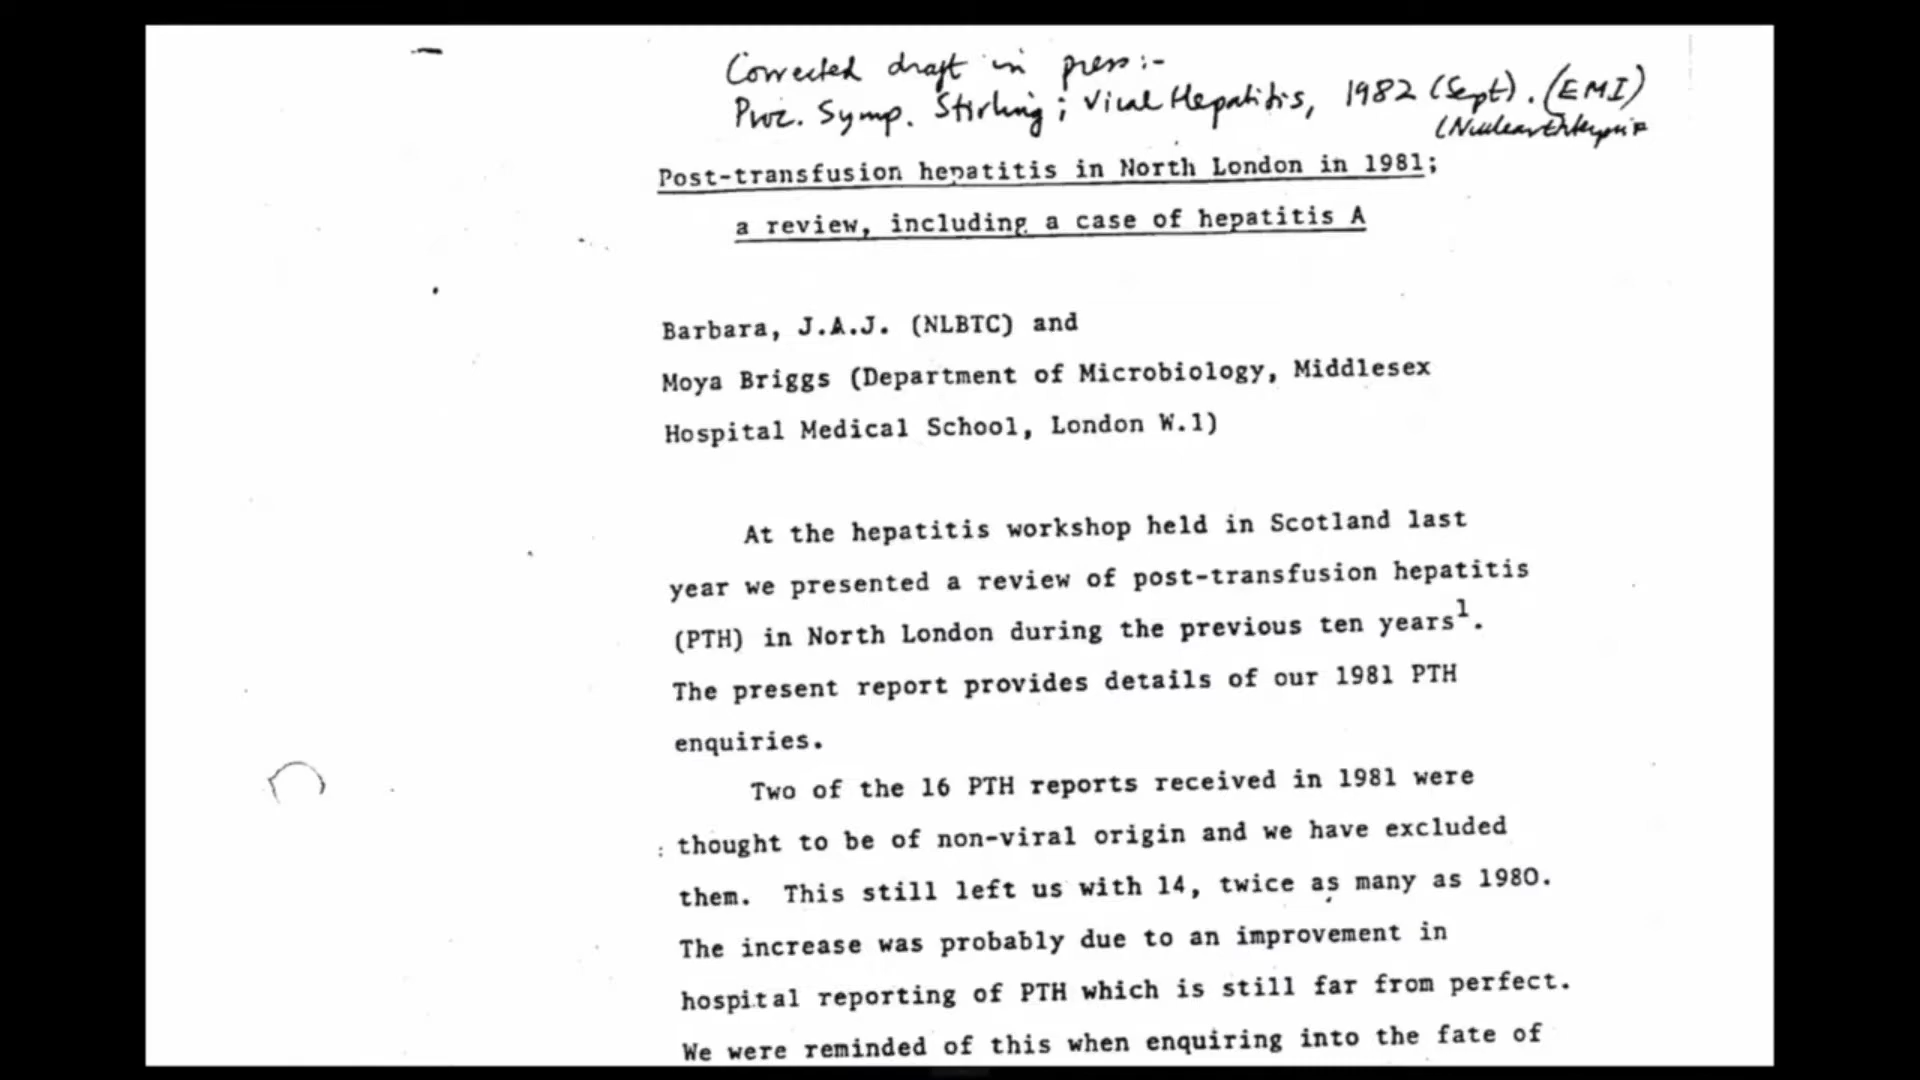 Corrected draft in press :-
Proc. Symp. Stirling; Viral Hepatitis, 1982 (Sept). (EMI)
Post-transfusion hepatitis in North London in 1981;
a review, including a case of hepatitis A
Barbara, J.A.J. (NLBTC) and
Moya Briggs (Department of Microbiology, Middlesex
Hospital Medical School, London W.1)
At the hepatitis workshop held in Scotland last
year we presented a review of post-transfusion hepatitis
(PTH) in North London during the previous ten years1.
The present report provides details of our 1981 PTH
enquiries.
Two of the 16 PTH reports received in 1981 were
thought to be of non-viral origin and we have excluded
them. This still left us with 14, twice as many as 1980.
The increase was probably due to an improvement in
hospital reporting of PTH which is still far from perfect.
We were reminded of this when enquiring into the fate of